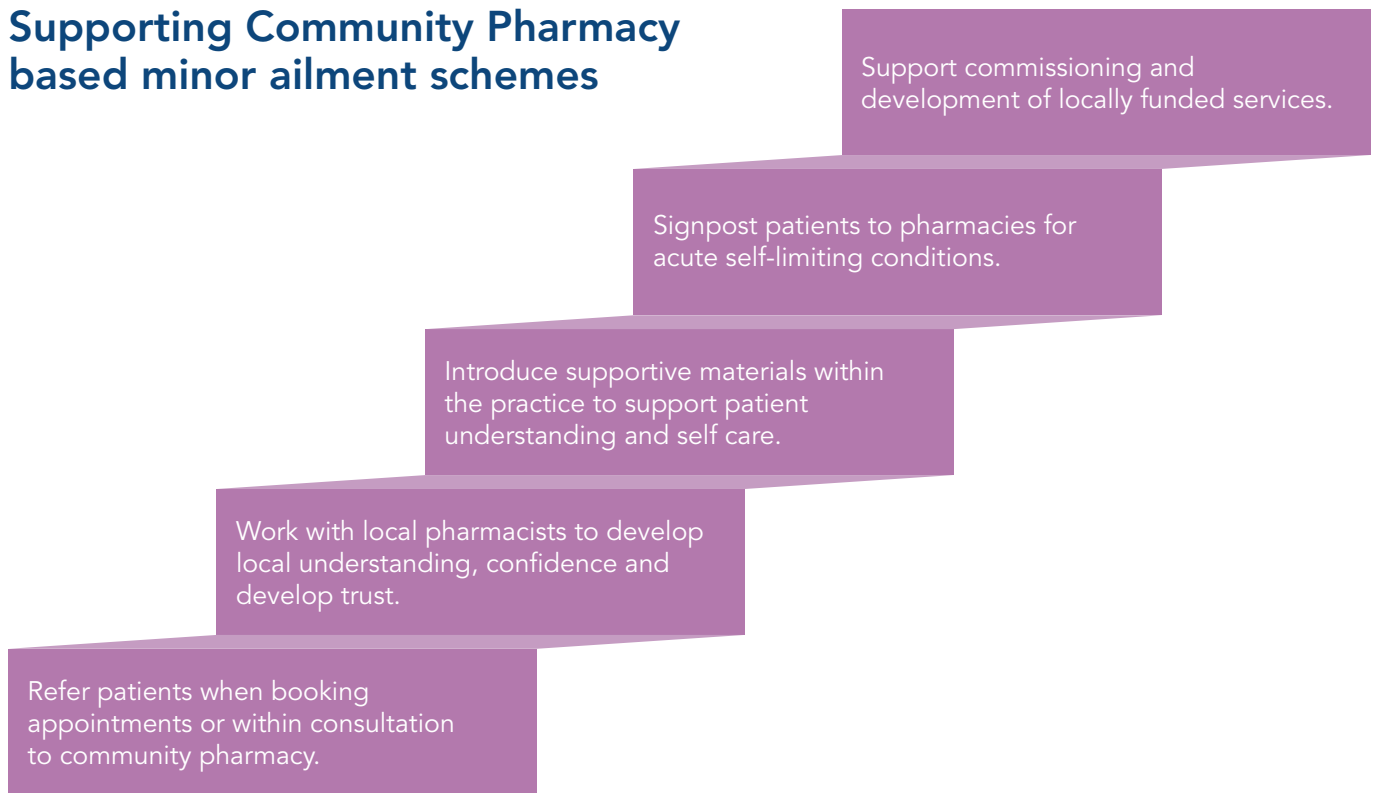 Supporting Community Pharmacy
based minor ailment schemes
Support commissioning and
development of locally funded services.
Signpost patients to pharmacies for
acute self-limiting conditions.
Introduce supportive materials within
the practice to support patient
understanding and self care.
Work with local pharmacists to develop
local understanding, confidence and
develop trust.
Refer patients when booking
appointments or within consultation
to community pharmacy.